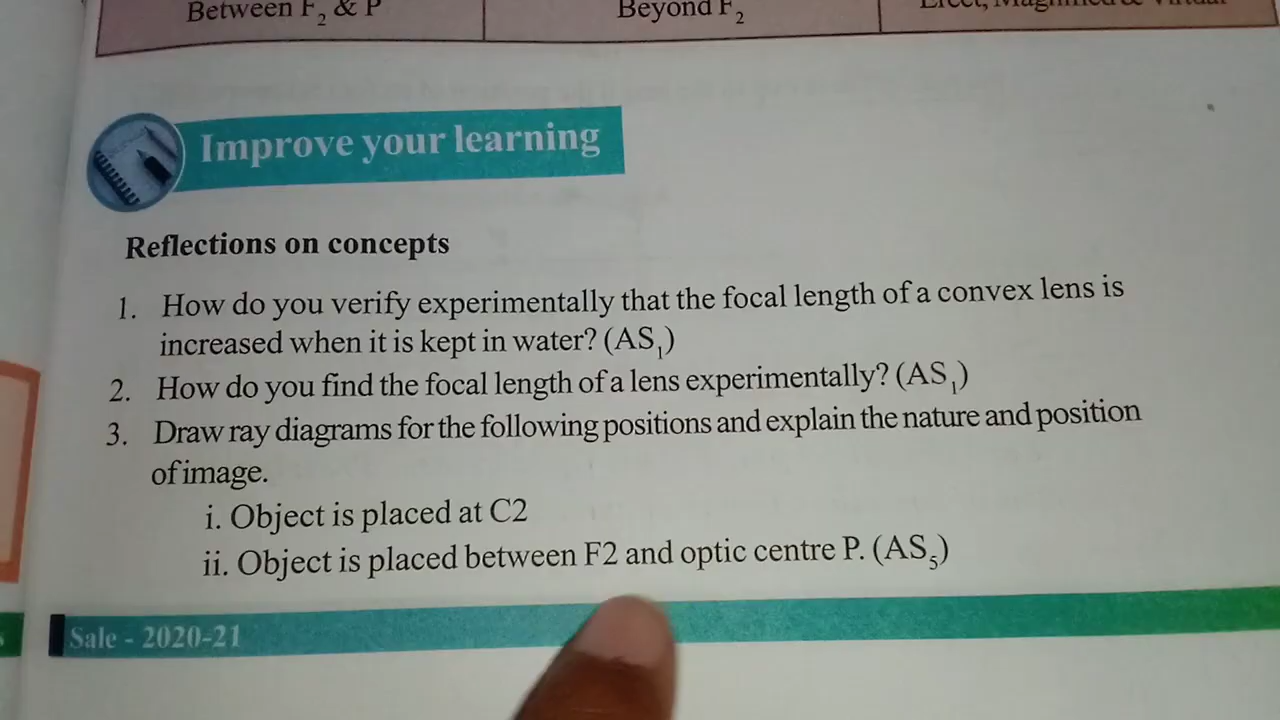 Between F₂ & P
Beyond F₂
Erect, Magnified & Virtual
Improve your learning
Reflections on concepts
1. How do you verify experimentally that the focal length of a convex lens is
increased when it is kept in water? (AS₁)
2. How do you find the focal length of a lens experimentally? (AS₁)
3. Draw ray diagrams for the following positions and explain the nature and position
of image.
i. Object is placed at C2
ii. Object is placed between F2 and optic centre P. (AS₅)
Sale - 2020-21